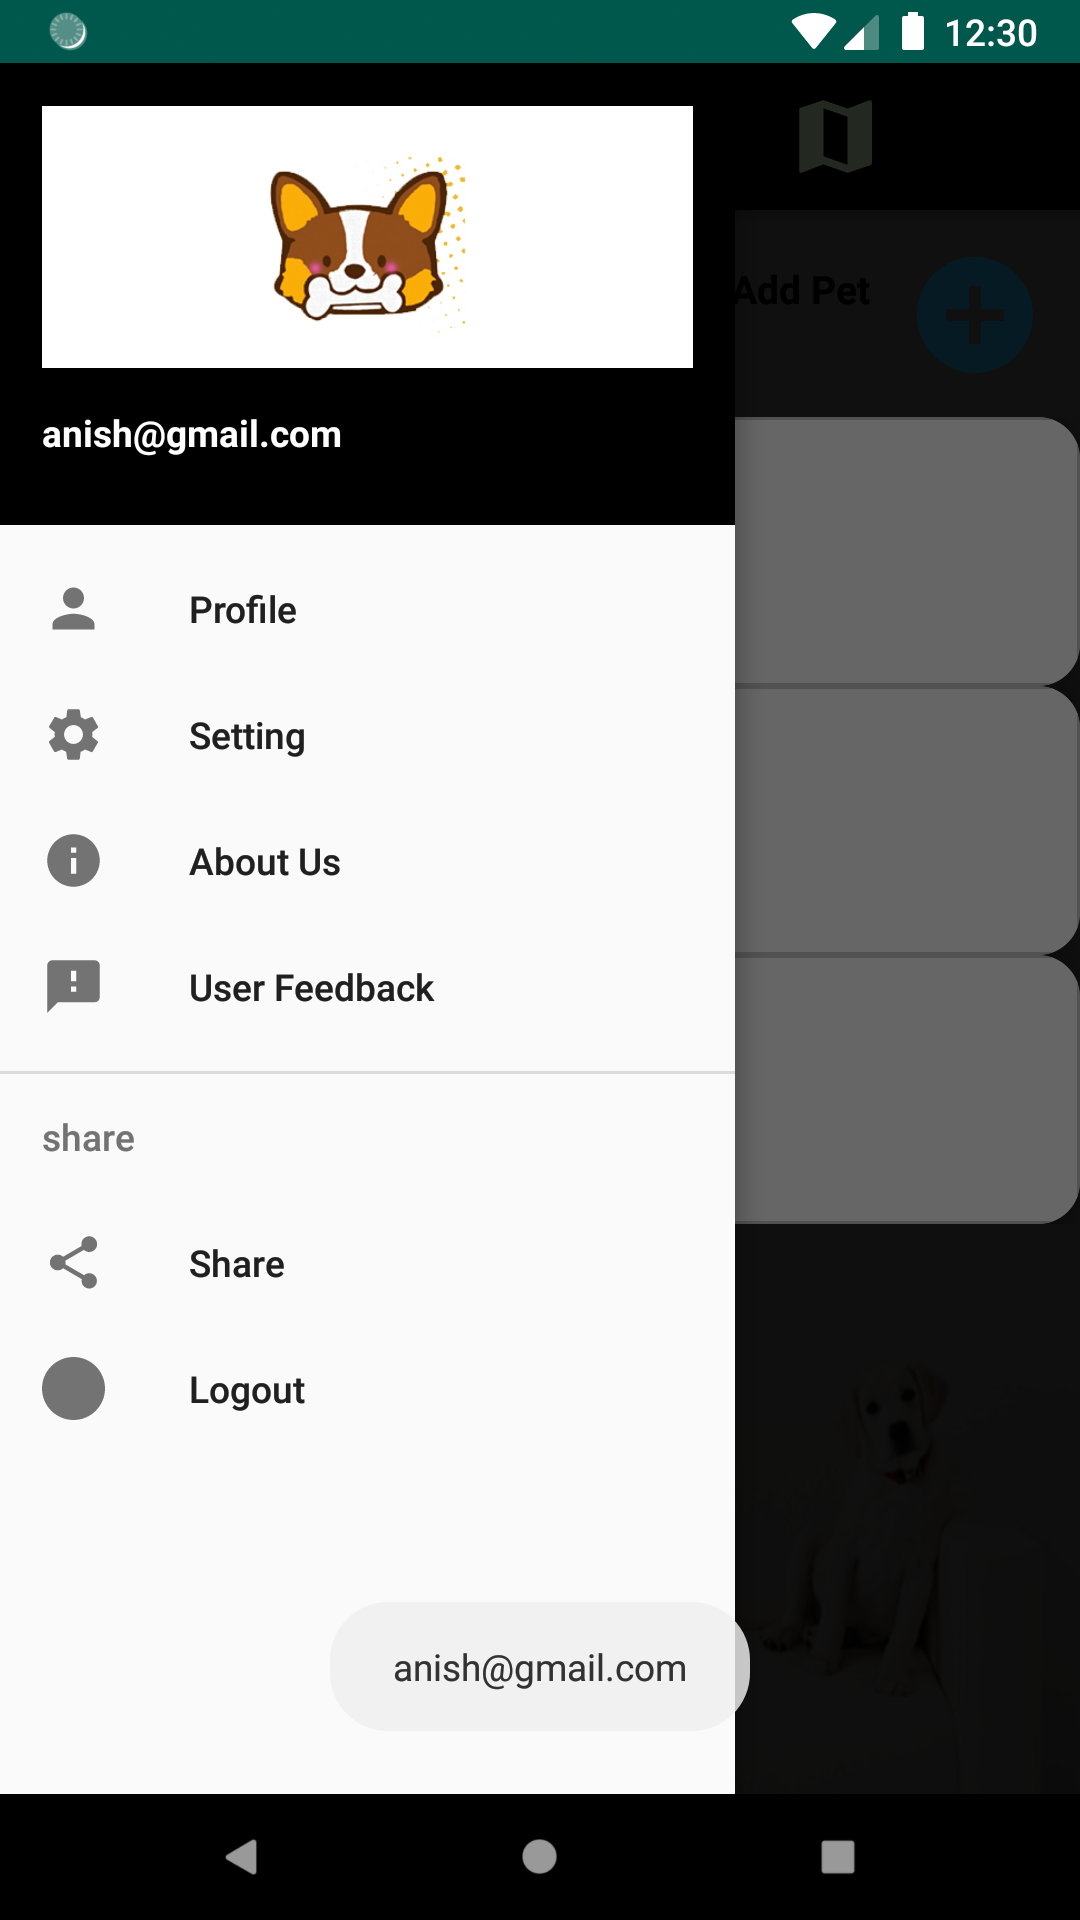 12:30
Add Pet
anish@gmail.com
Profile
Setting
About Us
User Feedback
share
Share
Logout
anish@gmail.com